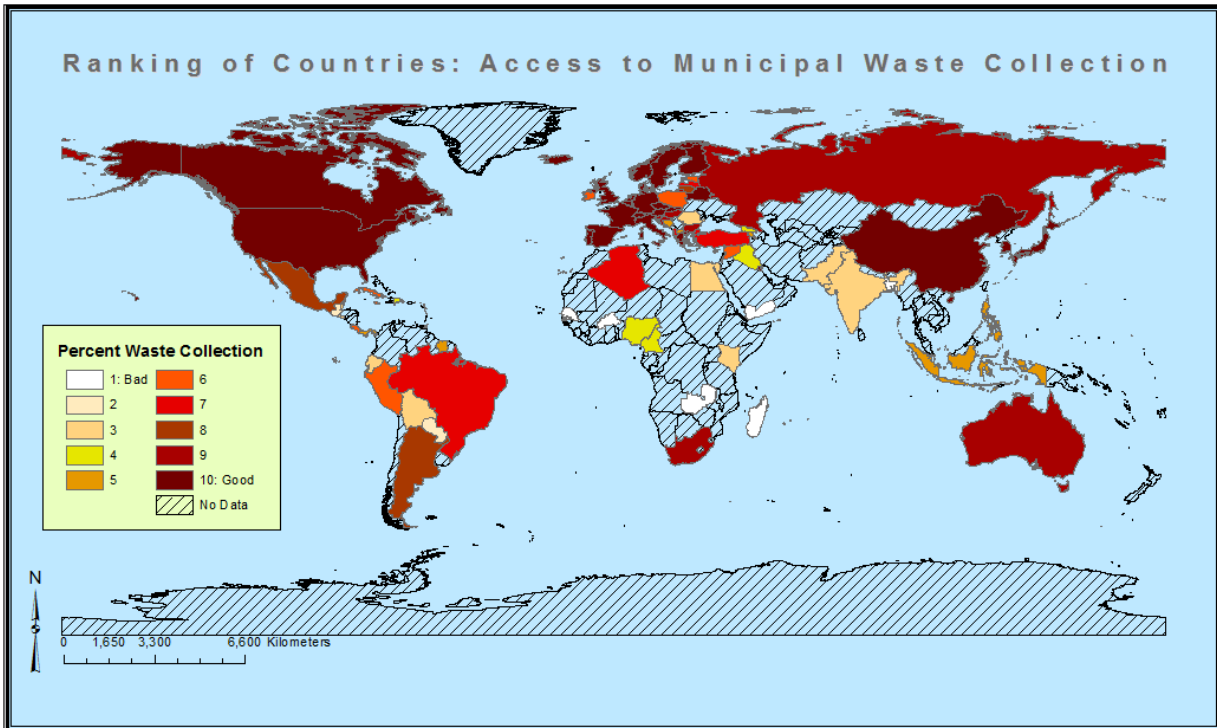 Ranking of Countries: Access to Municipal Waste Collection
Percent Waste Collection
1: Bad
2
3
4
5
6
7
8
9
10: Good
No Data
N
0 1,650 3,300 6,600 Kilometers